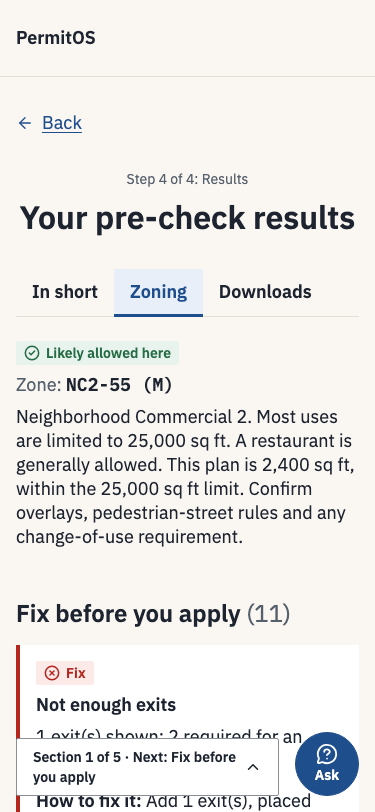 PermitOS
← Back
Step 4 of 4: Results
Your pre-check results
In short Zoning Downloads
Likely allowed here
Zone: NC2-55 (M)
Neighborhood Commercial 2. Most uses
are limited to 25,000 sq ft. A restaurant is
generally allowed. This plan is 2,400 sq ft,
within the 25,000 sq ft limit. Confirm
overlays, pedestrian-street rules and any
change-of-use requirement.
Fix before you apply (11)
Fix
Not enough exits
1 exit(s) shown; 2 required for an
Section 1 of 5 · Next: Fix before
you apply
Ask
How to fix it: Add 1 exit(s), placed